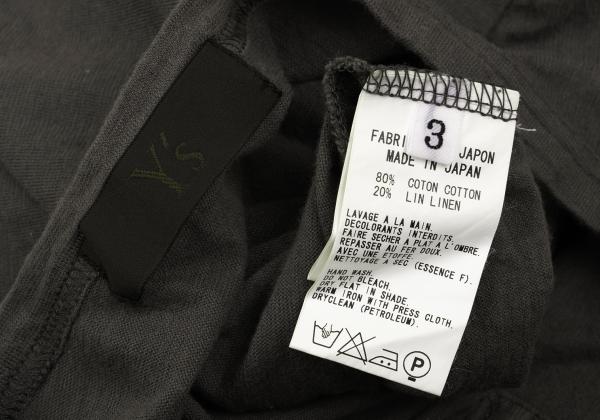 Y's
3
FABRI JAPON
MADE IN JAPAN
80% COTON COTTON
20% LIN LINEN
LAVAGE A LA MAIN.
DECOLORANTS INTERDITS.
FAIRE SECHER A PLAT A L'OMBRE.
REPASSER AU FER DOUX.
AVEC UNE ETOFFE.
NETTOYAGE A SEC (ESSENCE F).
HAND WASH.
DO NOT BLEACH.
DRY FLAT IN SHADE.
WARM IRON WITH PRESS CLOTH.
DRYCLEAN (PETROLEUM).
P